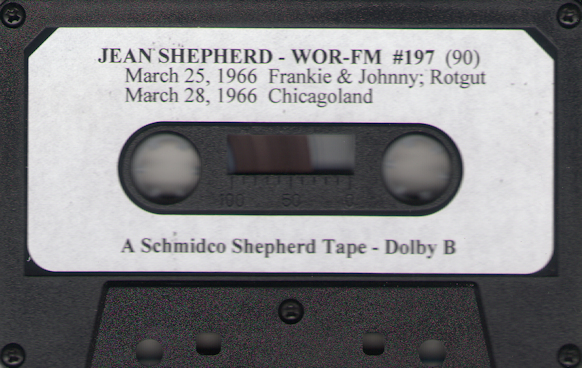 JEAN SHEPHERD - WOR-FM #197 (90)
March 25, 1966 Frankie & Johnny; Rotgut
March 28, 1966 Chicagoland
100 50 0
A Schmidco Shepherd Tape - Dolby B